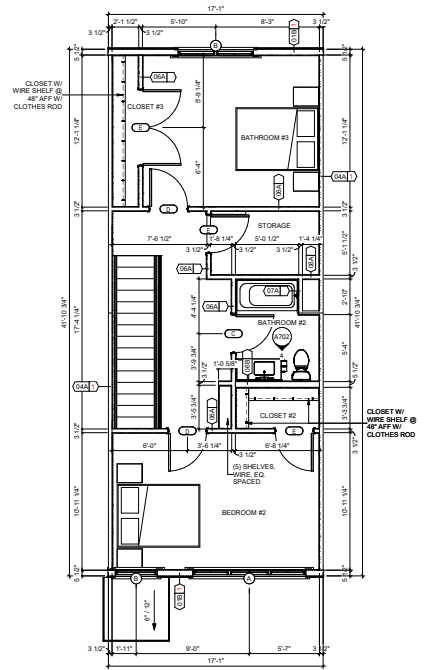 17'-1"
2'-1 1/2"
5'-10"
8'-3"
3 1/2"
3 1/2"
3 1/2"
B
01B 1
5 1/2"
5 1/2"
CLOSET W/
WIRE SHELF @
48" AFF W/
CLOTHES ROD
06A
CLOSET #3
5'-9 1/4"
E
BATHROOM #3
12'-1 1/4"
12'-1 1/4"
6'-4"
06A
04A 1
D
3 1/2"
3 1/2"
E
STORAGE
7'-6 1/2"
1'-8 1/4"
5'-0 1/2"
1'-4 1/4"
3 1/2"
3 1/2"
5'-1 1/2"
3 1/2"
06A
06A
41'-10 3/4"
41'-10 3/4"
17'-4 1/4"
4'-4 1/4"
06A
07A
2'-10"
BATHROOM #2
C
A702
4
5'-4"
3'-9 3/4"
3 1/2"
06B
1'-0 5/8"
5 1/2"
04A 1
3'-5 3/4"
06A
CLOSET #2
3'-3 3/4"
CLOSET W/
WIRE SHELF @
48" AFF W/
CLOTHES ROD
3 1/2"
D
E
3 1/2"
6'-0"
3'-6 1/4"
6'-8 1/4"
3 1/2"
(5) SHELVES,
WIRE, EQ.
SPACED
10'-11 3/4"
10'-11 3/4"
BEDROOM #2
5 1/2"
5 1/2"
B
01B 1
A
6" / 12"
3 1/2"
1'-11"
9'-0"
5'-7"
3 1/2"
17'-1"